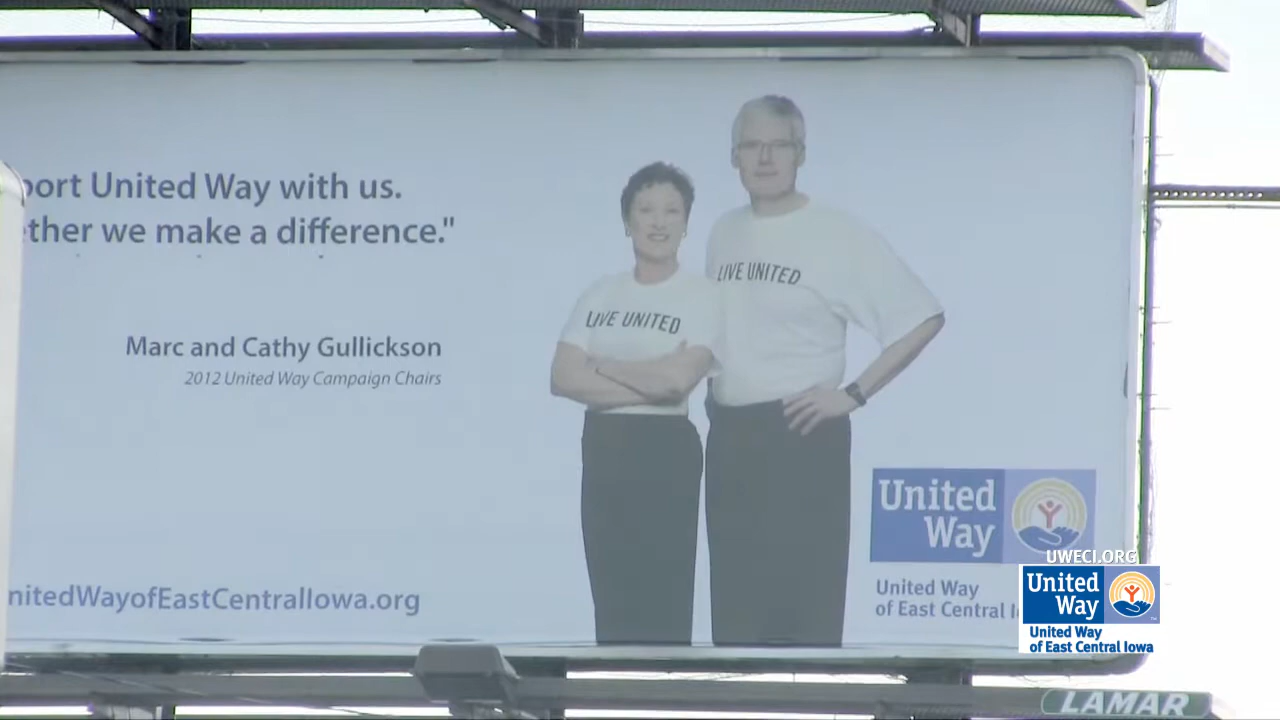 port United Way with us.
ether we make a difference."
Marc and Cathy Gullickson
2012 United Way Campaign Chairs
LIVE UNITED
LIVE UNITED
nitedWayofEastCentralIowa.org
United
Way
United Way
of East Central I
UWECI.ORG
United
Way
United Way
of East Central Iowa
LAMAR